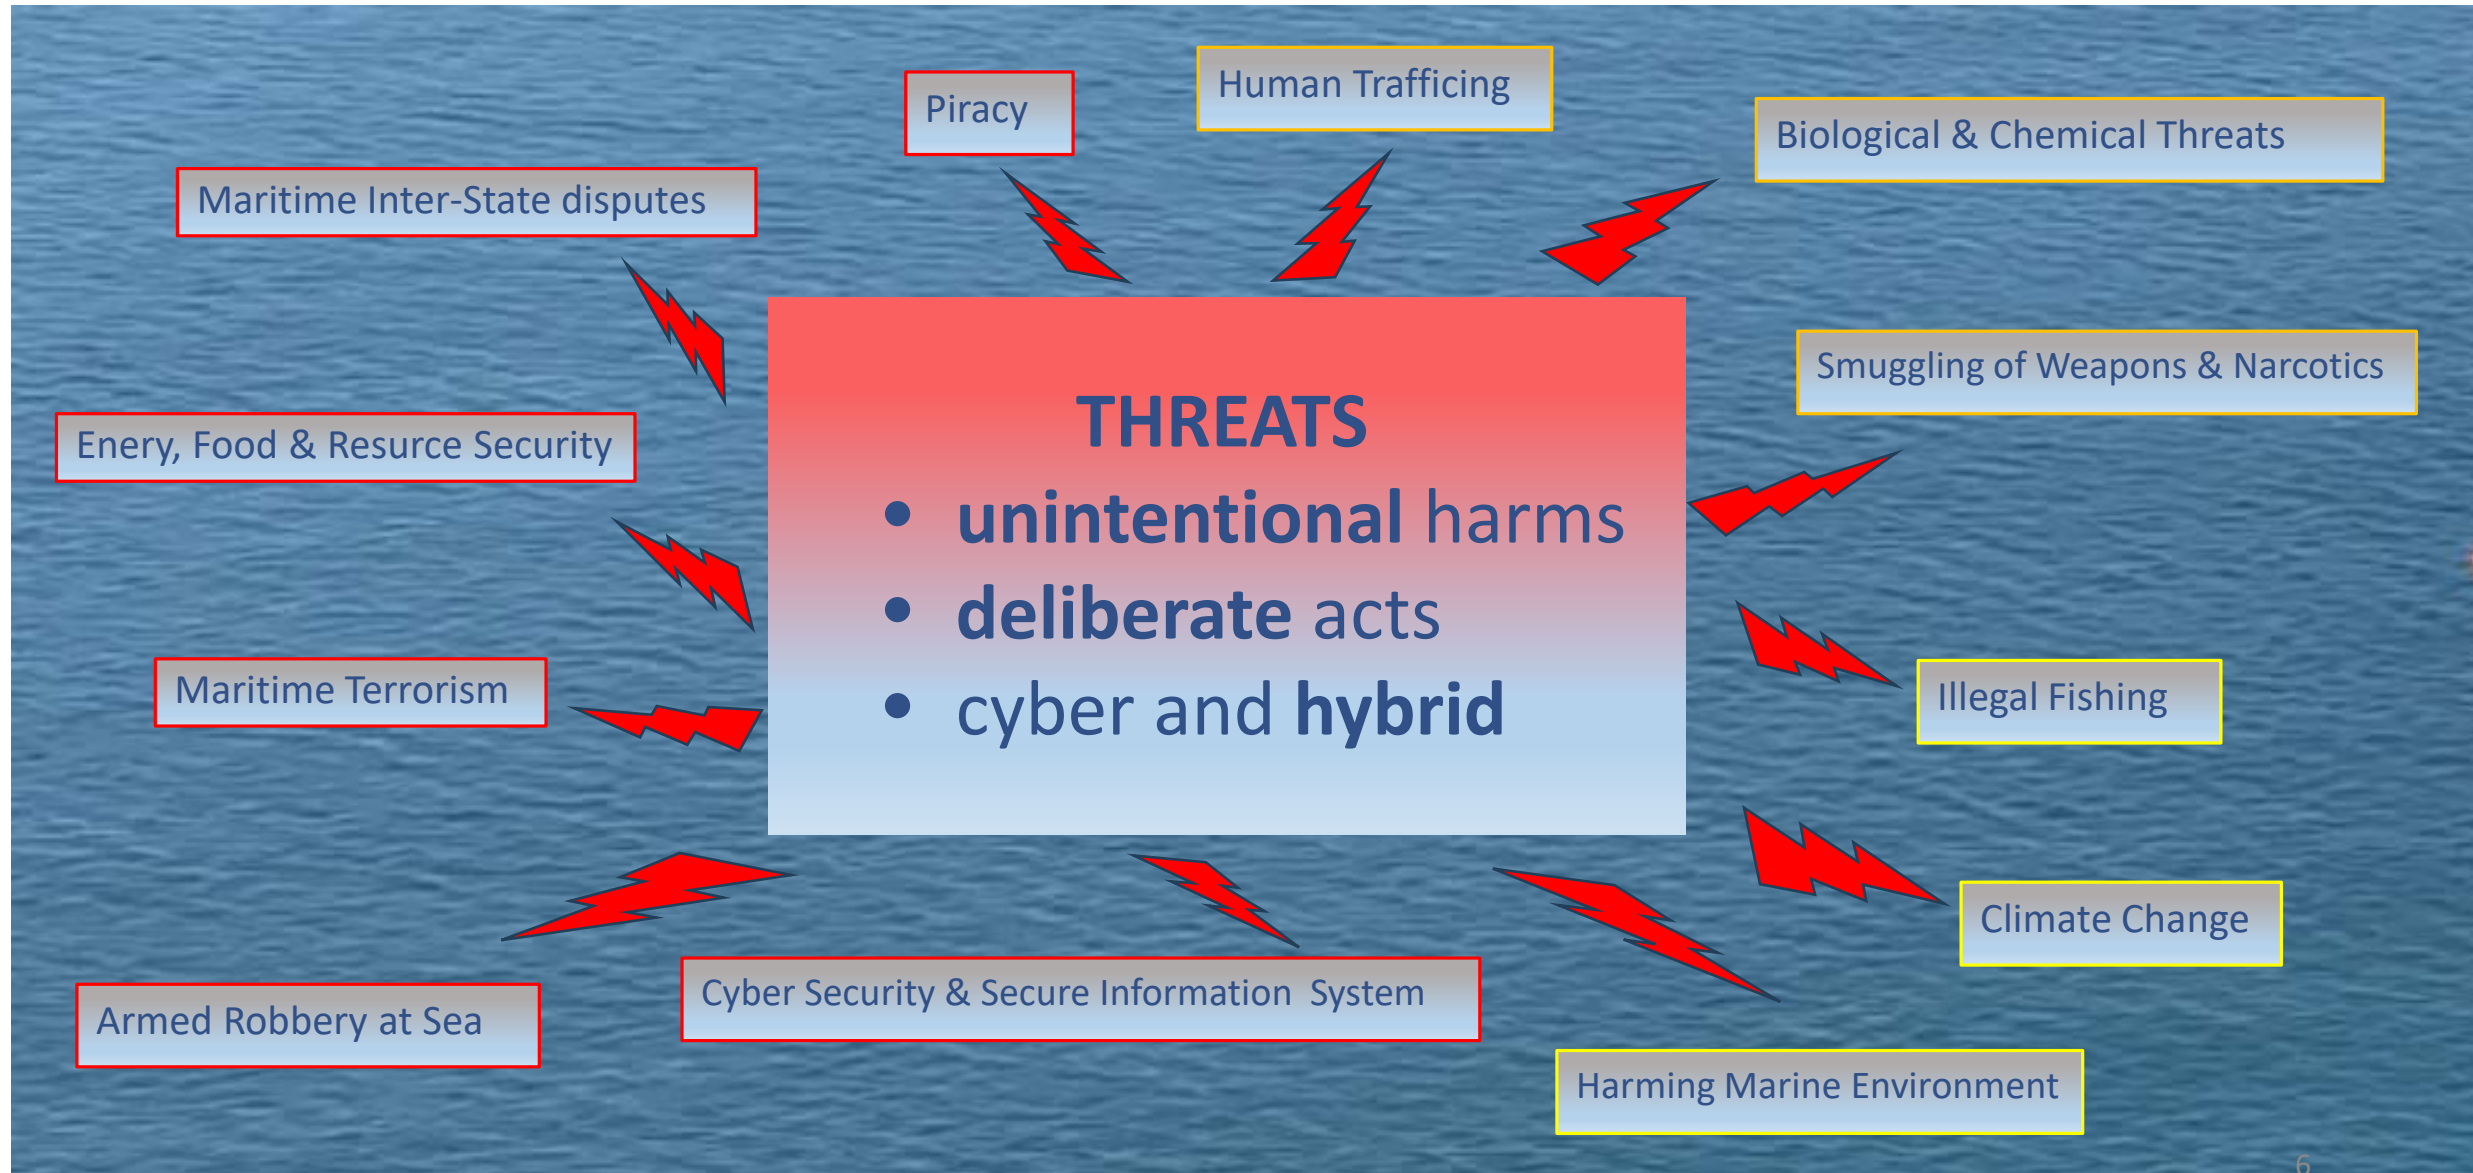 Piracy
Human Trafficing
Biological & Chemical Threats
Maritime Inter-State disputes
Smuggling of Weapons & Narcotics
Enery, Food & Resurce Security
THREATS
• unintentional harms
• deliberate acts
• cyber and hybrid
Maritime Terrorism
Illegal Fishing
Climate Change
Armed Robbery at Sea
Cyber Security & Secure Information System
Harming Marine Environment
6